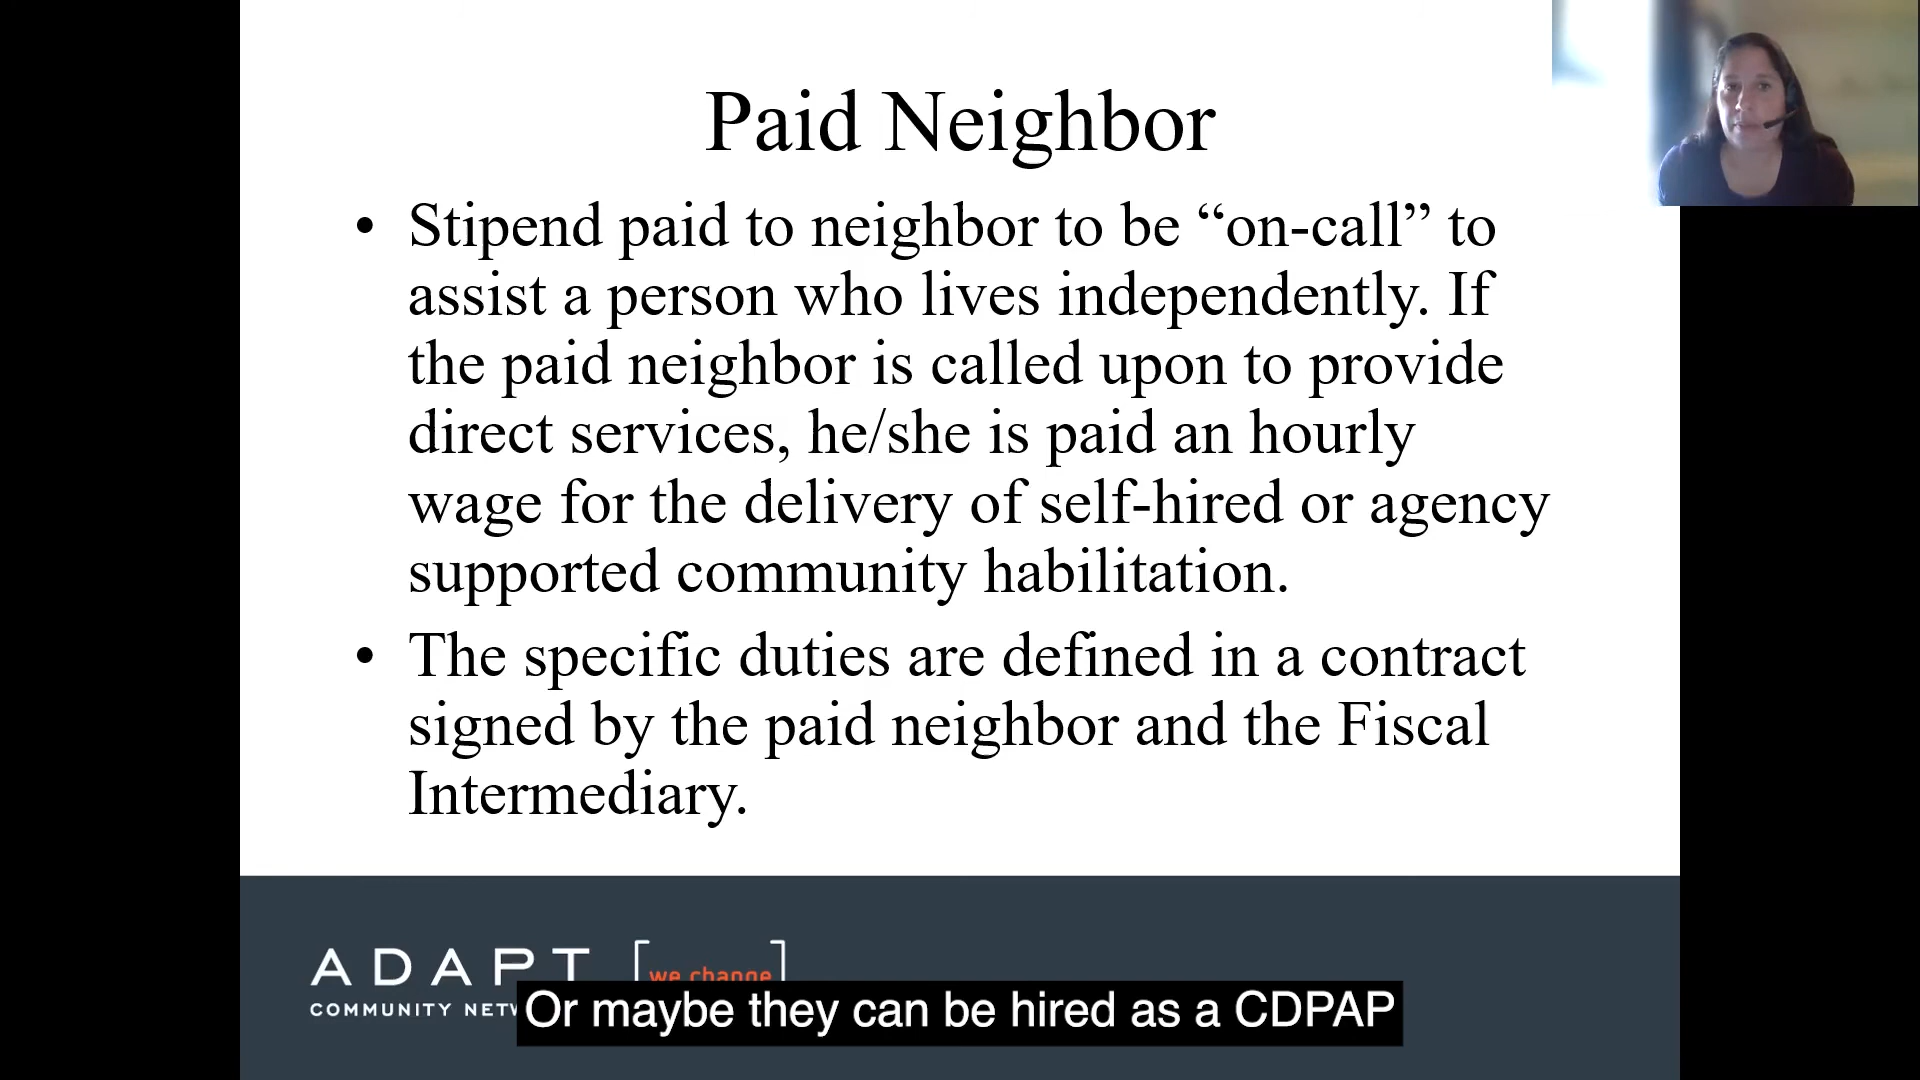 Paid Neighbor
• Stipend paid to neighbor to be “on-call” to
assist a person who lives independently. If
the paid neighbor is called upon to provide
direct services, he/she is paid an hourly
wage for the delivery of self-hired or agency
supported community habilitation.
• The specific duties are defined in a contract
signed by the paid neighbor and the Fiscal
Intermediary.
ADAPT
COMMUNITY
we change
Or maybe they can be hired as a CDPAP